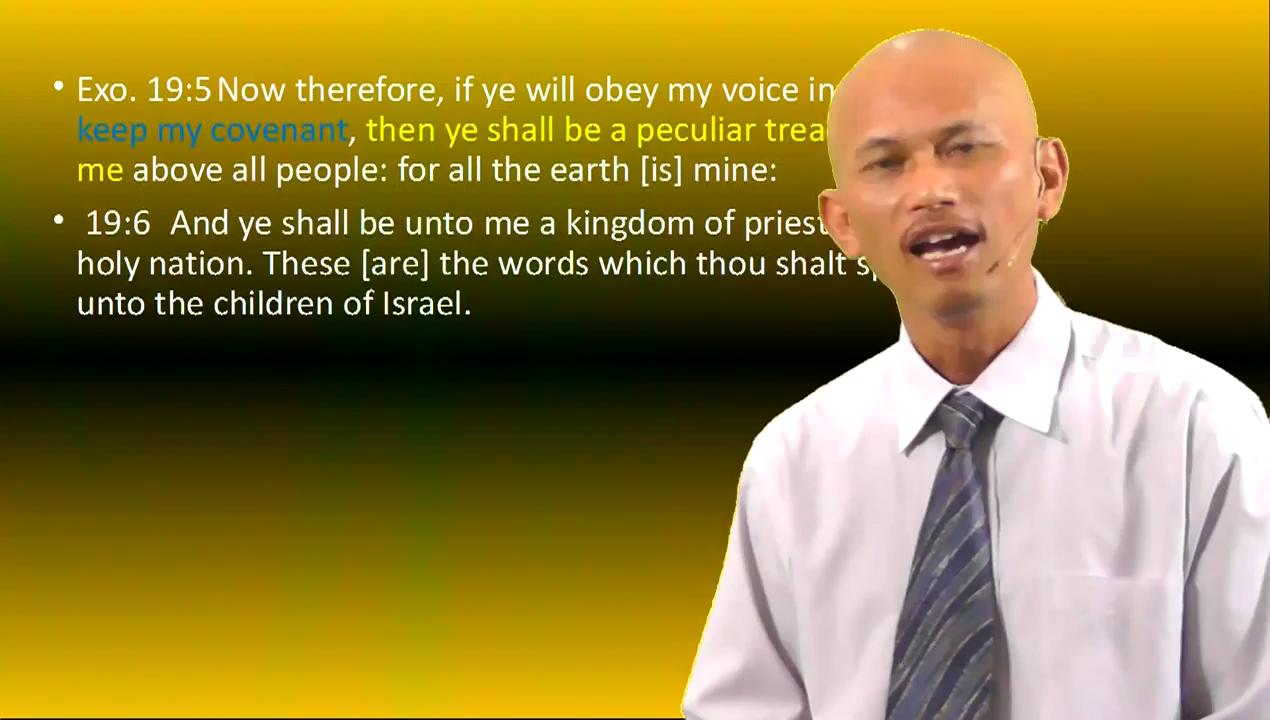 • Exo. 19:5 Now therefore, if ye will obey my voice in
keep my covenant, then ye shall be a peculiar
me above all people: for all the earth [is] mine:
• 19:6 And ye shall be unto me a kingdom of
holy nation. These [are] the words which thou shalt
unto the children of Israel.